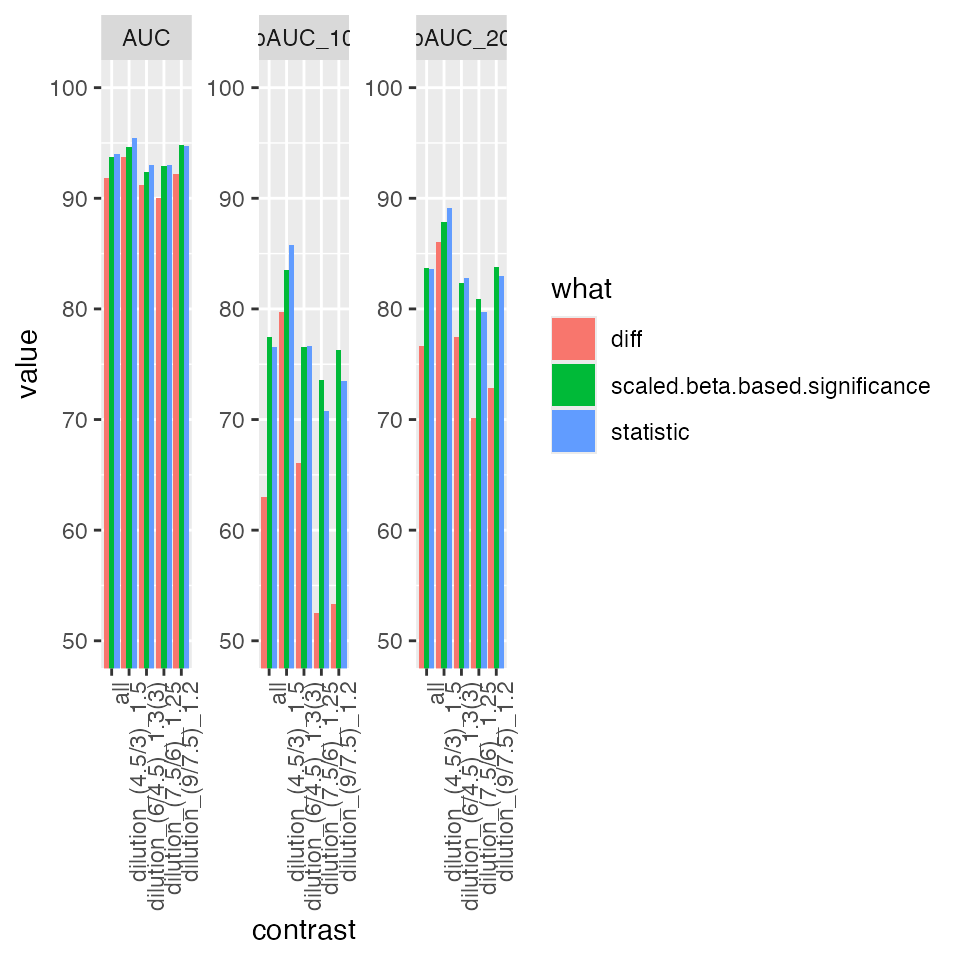 AUC
pAUC_10
pAUC_20
value
100
90
80
70
60
50
100
90
80
70
60
50
100
90
80
70
60
50
all
dilution_(4.5/3)_1.5
dilution_(6/4.5)_1.3(3)
dilution_(7.5/6)_1.25
dilution_(9/7.5)_1.2
all
dilution_(4.5/3)_1.5
dilution_(6/4.5)_1.3(3)
dilution_(7.5/6)_1.25
dilution_(9/7.5)_1.2
all
dilution_(4.5/3)_1.5
dilution_(6/4.5)_1.3(3)
dilution_(7.5/6)_1.25
dilution_(9/7.5)_1.2
contrast
what
diff
scaled.beta.based.significance
statistic